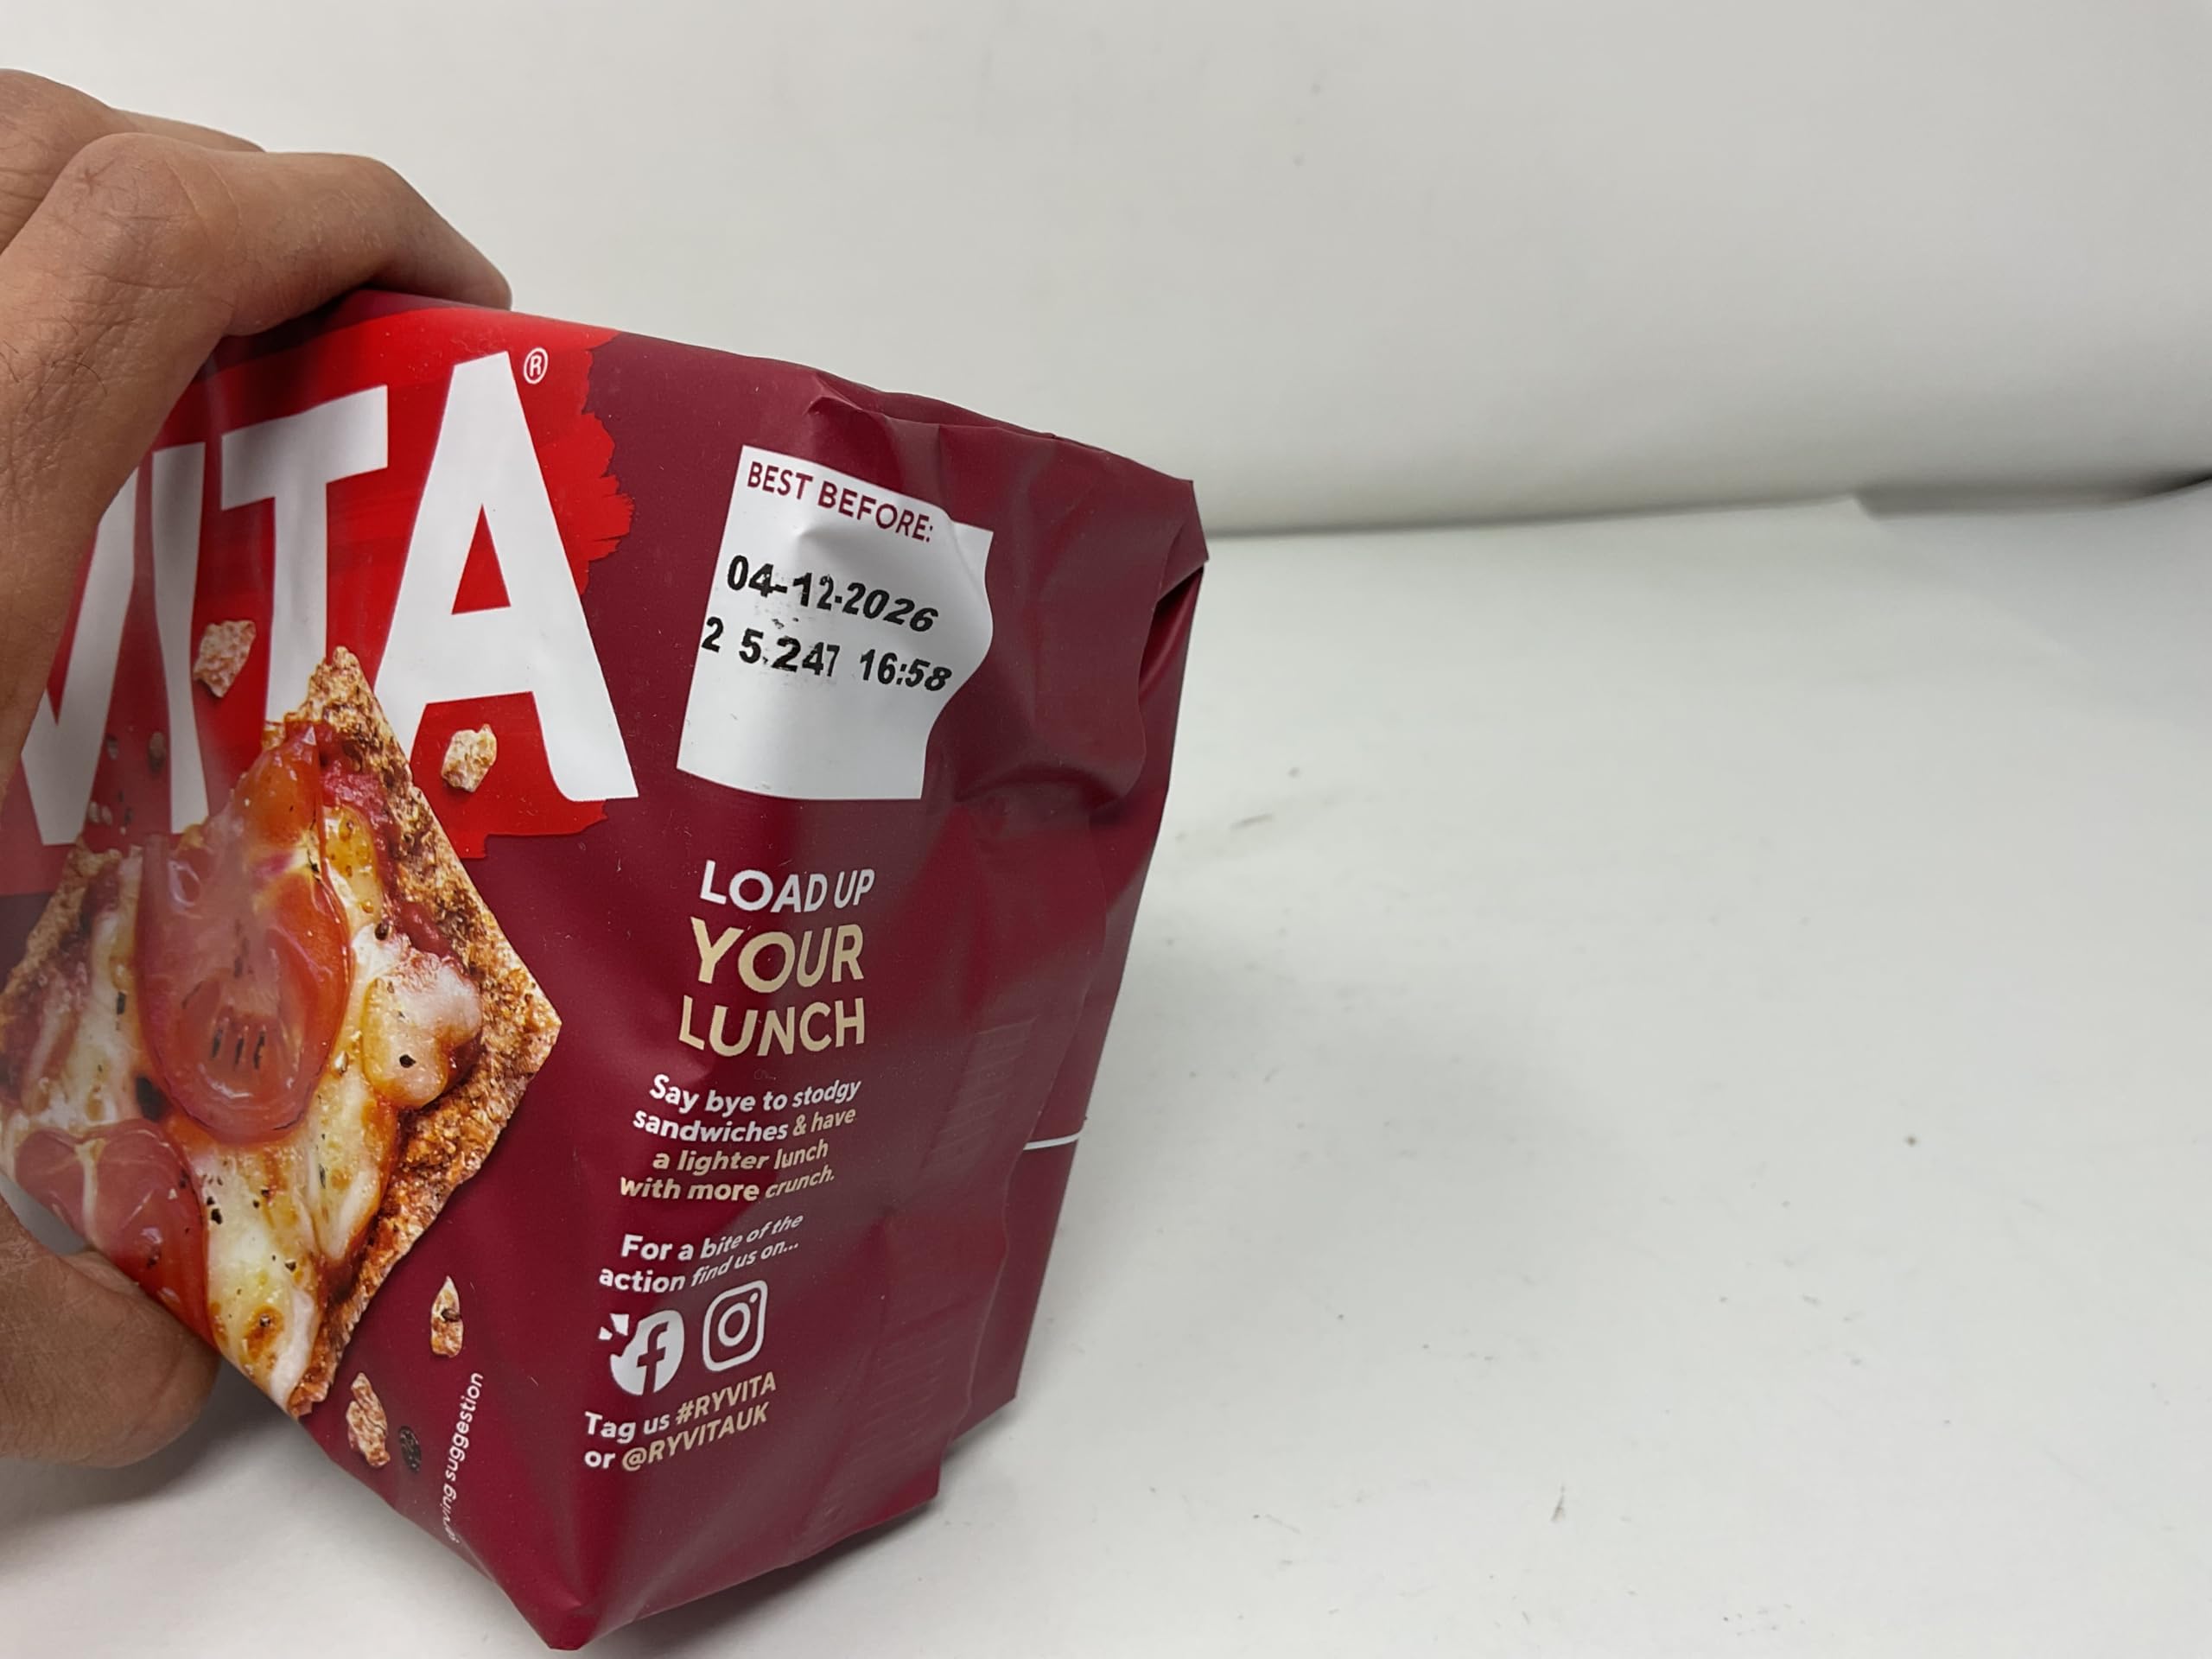 VITA®
BEST BEFORE:
04-12-2026
2 5.247 16:58
LOAD UP
YOUR
LUNCH
Say bye to stodgy
sandwiches & have
a lighter lunch
with more crunch.
For a bite of the
action find us on...
Tag us #RYVITA
or @RYVITAUK
suggestion